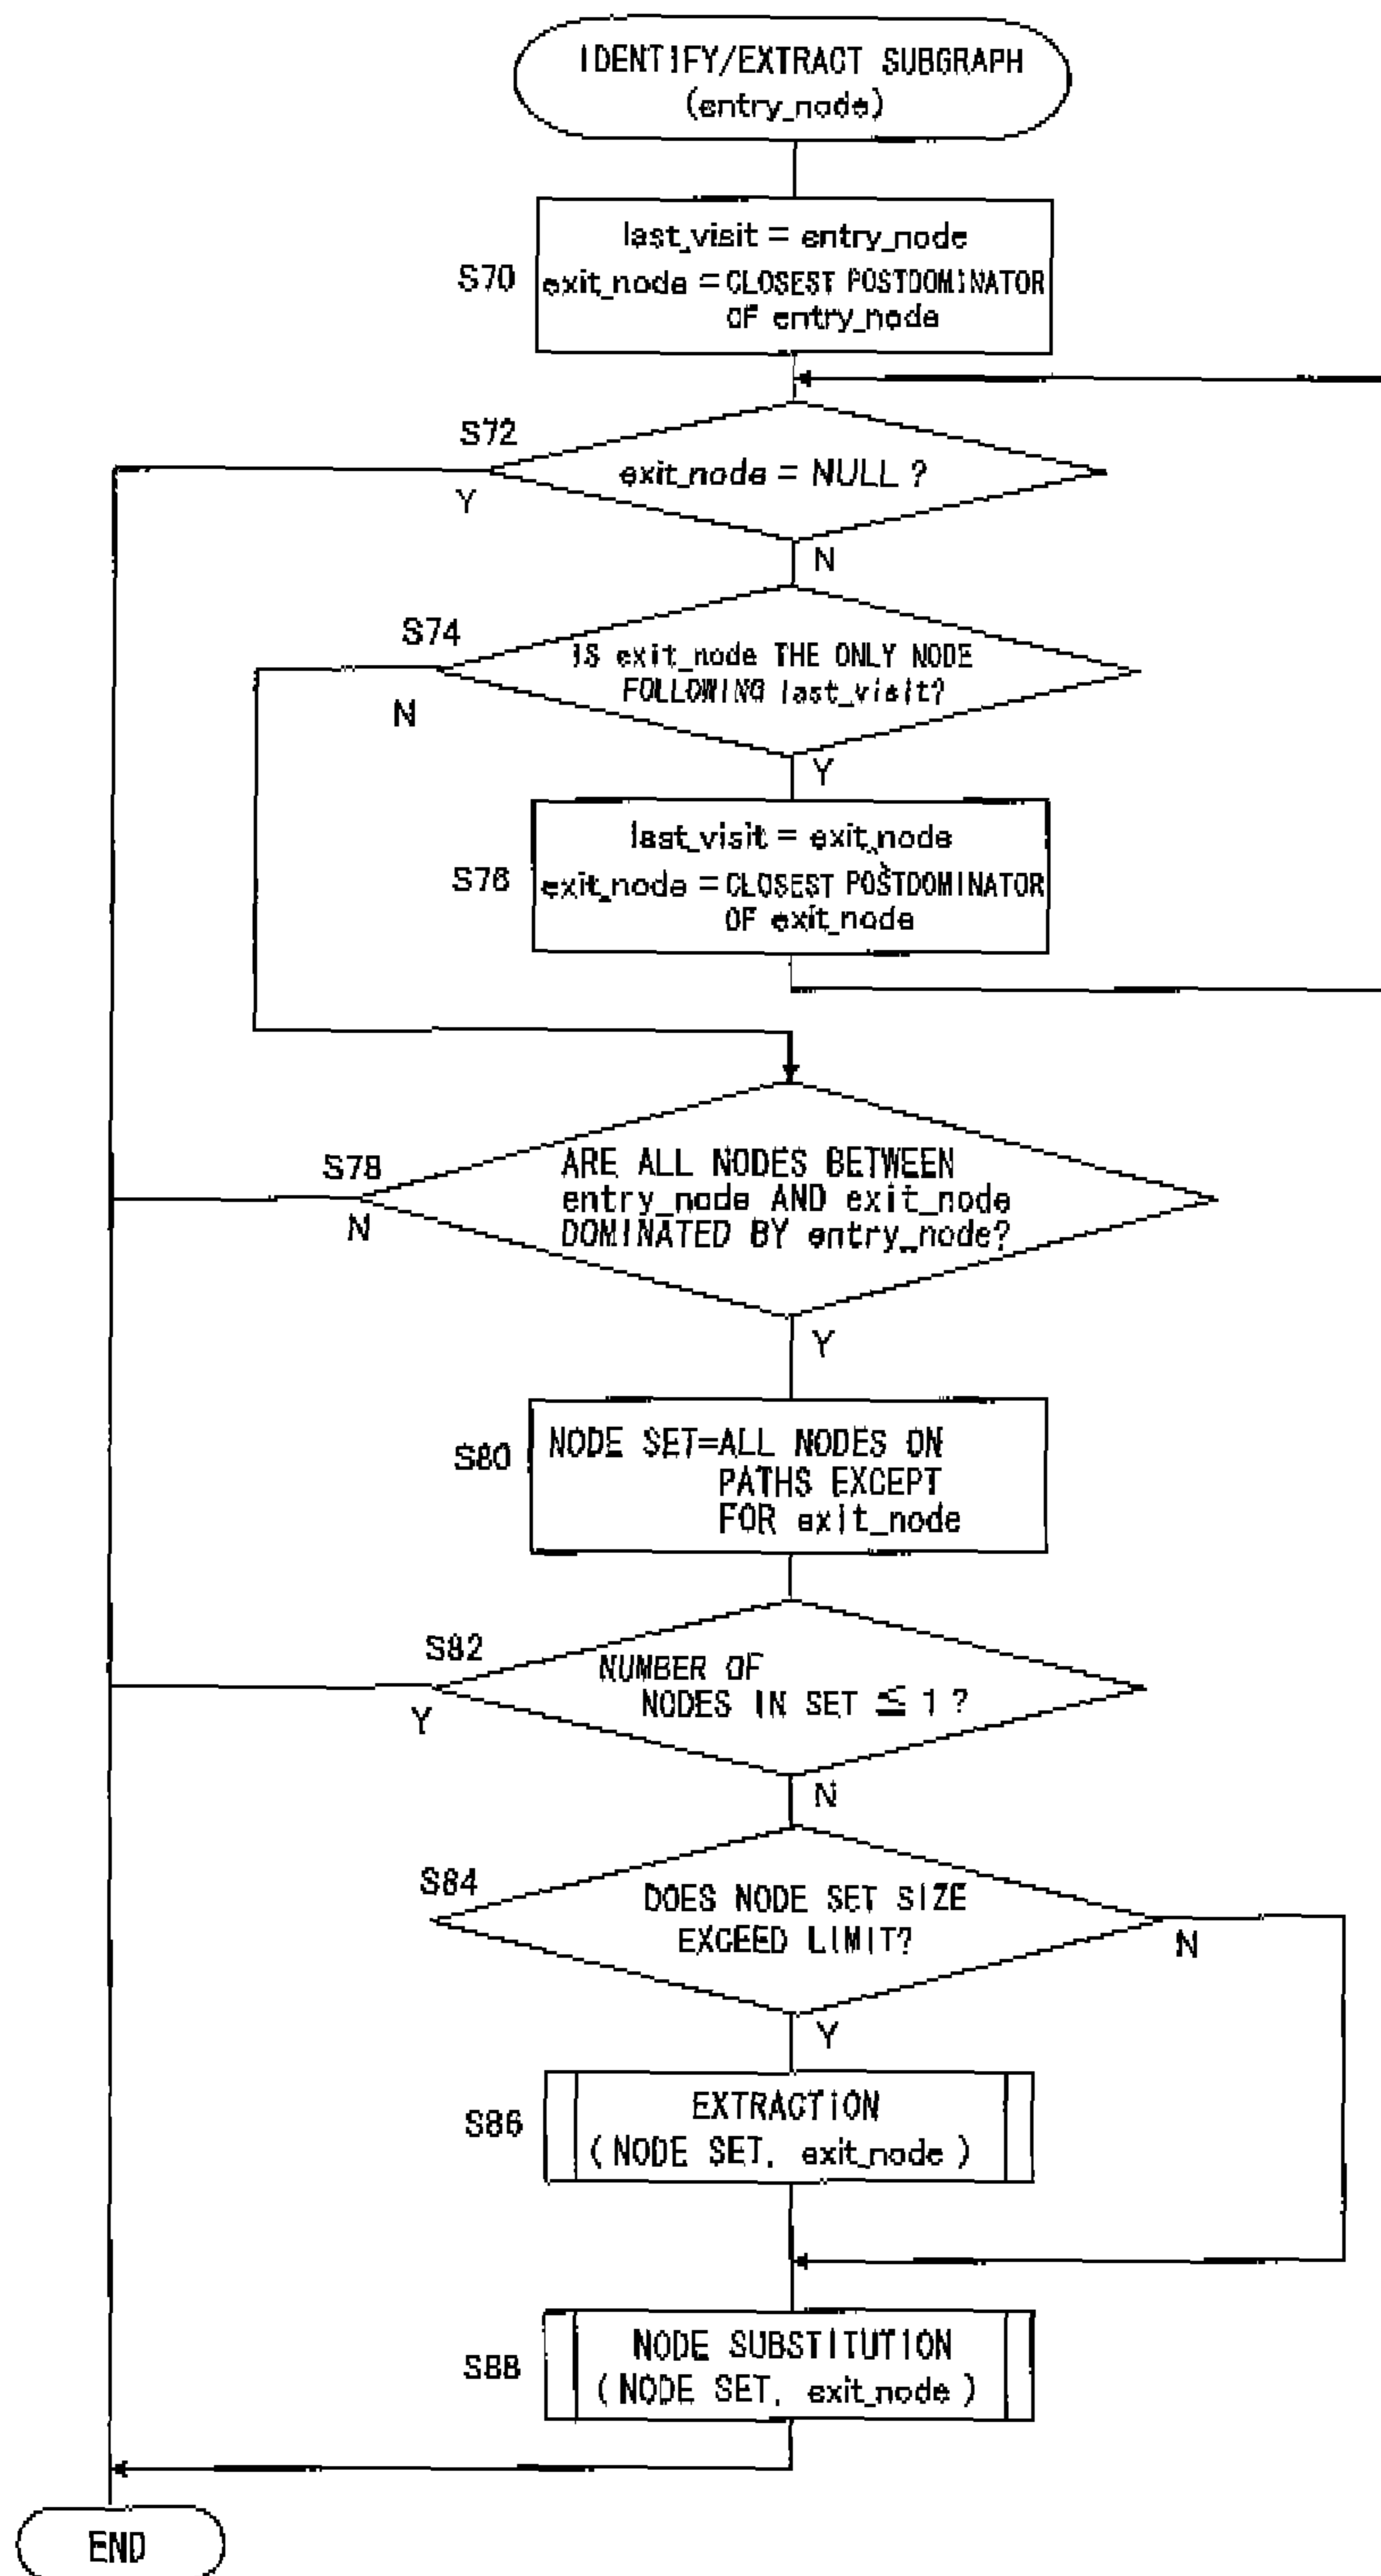 IDENTIFY/EXTRACT SUBGRAPH
(entry_node)
last_visit = entry_node
S70
exit_node = CLOSEST POSTDOMINATOR
OF entry_node
S72
exit_node = NULL ?
Y
N
S74
IS exit_node THE ONLY NODE
FOLLOWING last_visit?
N
Y
last_visit = exit_node
S76
exit_node = CLOSEST POSTDOMINATOR
OF exit_node
S78
ARE ALL NODES BETWEEN
entry_node AND exit_node
DOMINATED BY entry_node?
N
Y
S80
NODE SET=ALL NODES ON
PATHS EXCEPT
FOR exit_node
S82
NUMBER OF
NODES IN SET ≦ 1 ?
Y
N
S84
DOES NODE SET SIZE
EXCEED LIMIT?
N
Y
S86
EXTRACTION
( NODE SET, exit_node )
S88
NODE SUBSTITUTION
( NODE SET, exit_node )
END